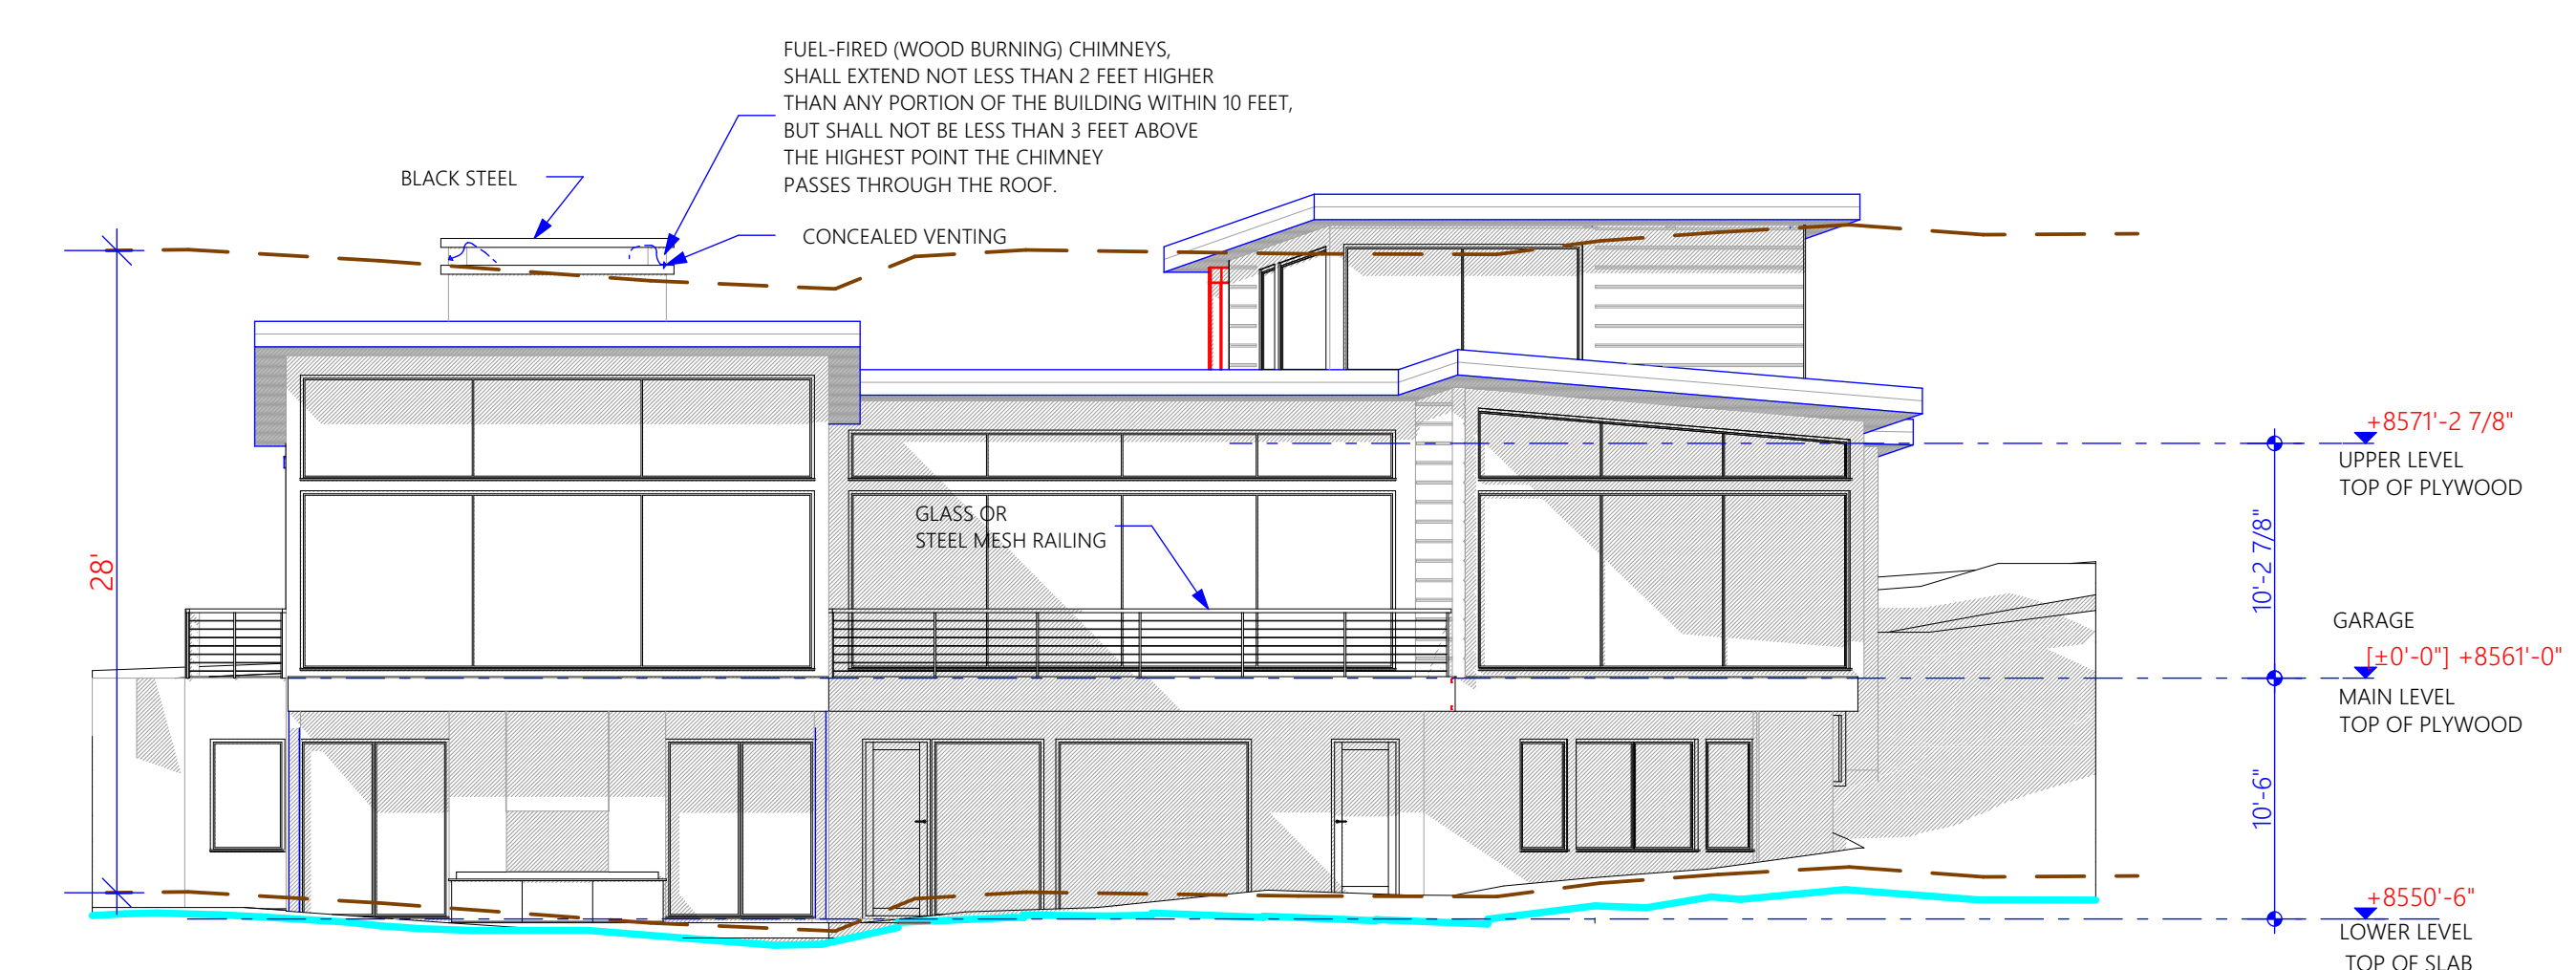 FUEL-FIRED (WOOD BURNING) CHIMNEYS,
SHALL EXTEND NOT LESS THAN 2 FEET HIGHER
THAN ANY PORTION OF THE BUILDING WITHIN 10 FEET,
BUT SHALL NOT BE LESS THAN 3 FEET ABOVE
THE HIGHEST POINT THE CHIMNEY
PASSES THROUGH THE ROOF.
BLACK STEEL
CONCEALED VENTING
28'
GLASS OR
STEEL MESH RAILING
+8571'-2 7/8"
UPPER LEVEL
TOP OF PLYWOOD
10'-2 7/8"
GARAGE
[±0'-0"] +8561'-0"
MAIN LEVEL
TOP OF PLYWOOD
10'-6"
+8550'-6"
LOWER LEVEL
TOP OF SLAB